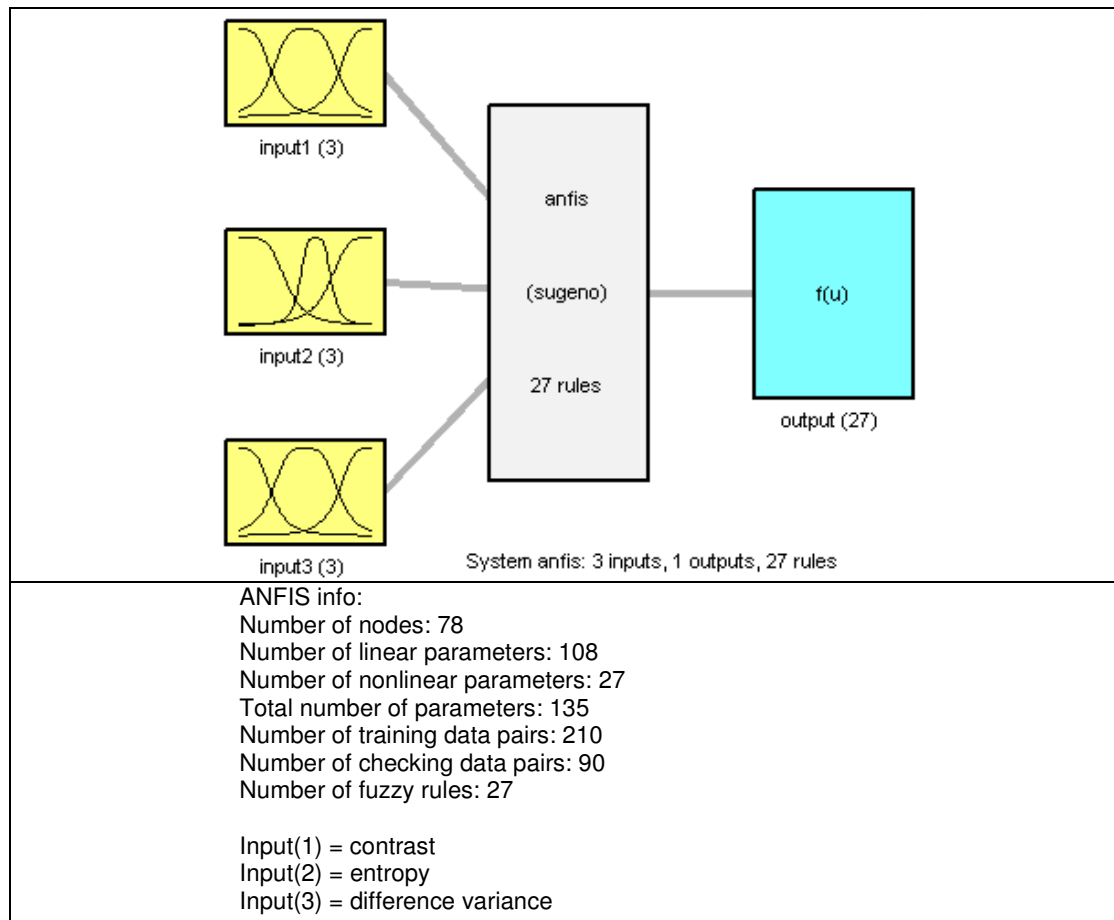 input1 (3)
anfis
(sugeno)
27 rules
input2 (3)
f(u)
output (27)
input3 (3)
System anfis: 3 inputs, 1 outputs, 27 rules
ANFIS info:
Number of nodes: 78
Number of linear parameters: 108
Number of nonlinear parameters: 27
Total number of parameters: 135
Number of training data pairs: 210
Number of checking data pairs: 90
Number of fuzzy rules: 27
Input(1) = contrast
Input(2) = entropy
Input(3) = difference variance